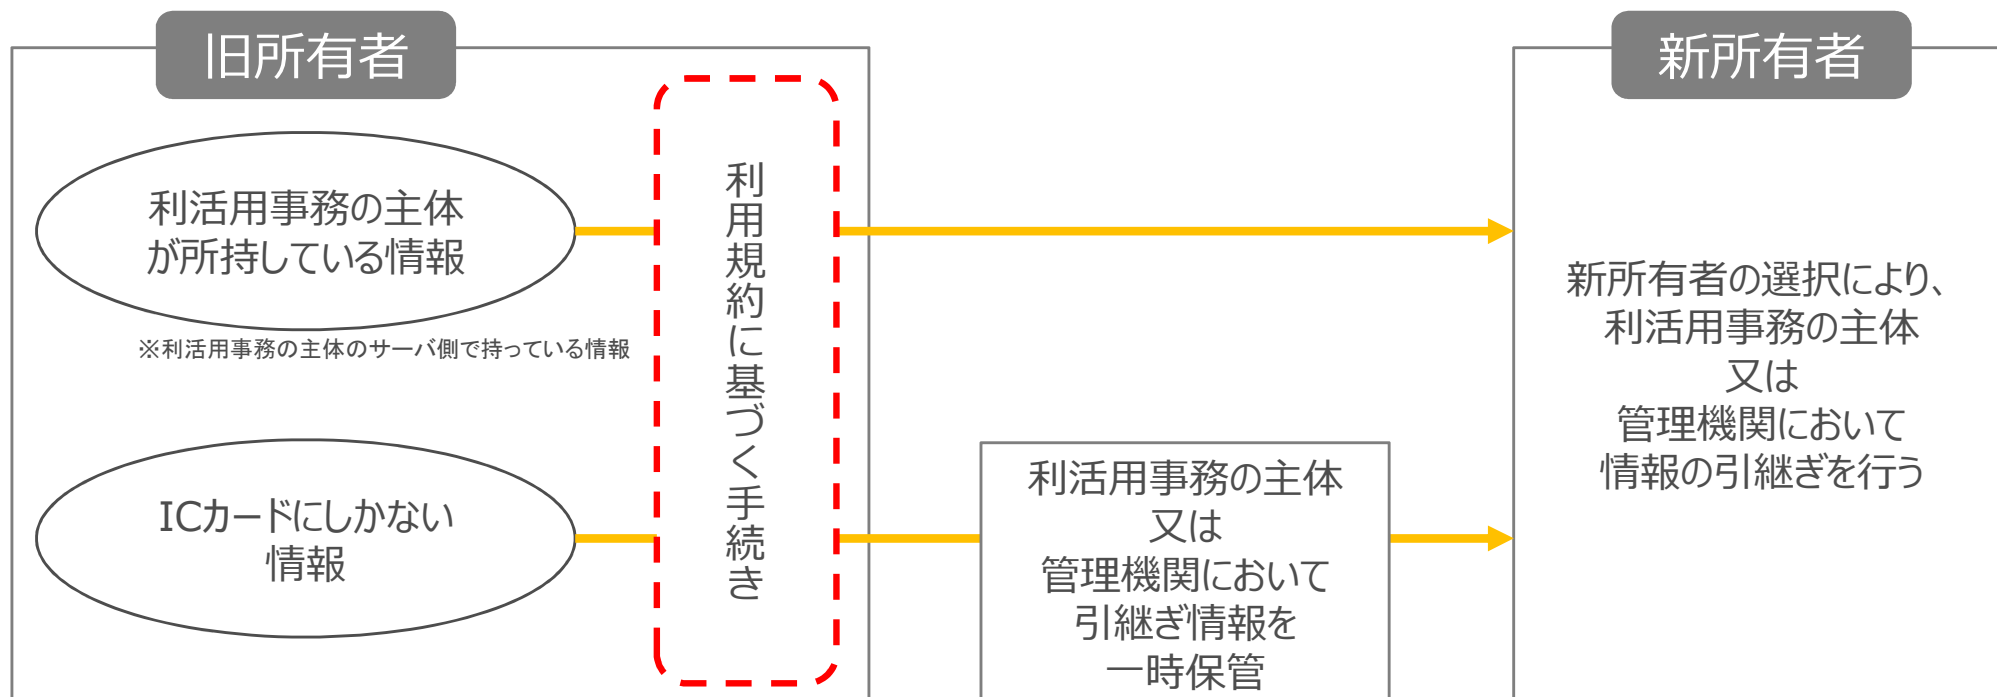 旧所有者
利活用事務の主体
が所持している情報
※利活用事務の主体のサーバ側で持っている情報
ICカードにしかない
情報
利用規約に基づく手続き
利活用事務の主体
又は
管理機関において
引継ぎ情報を
一時保管
新所有者
新所有者の選択により、
利活用事務の主体
又は
管理機関において
情報の引継ぎを行う